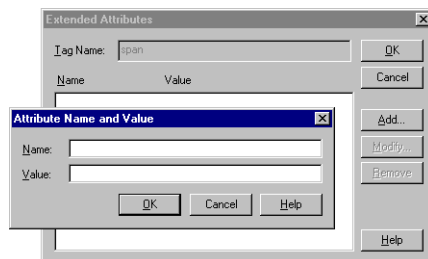 Extended Attributes
Tag Name: span OK
Name Value Cancel
Attribute Name and Value
Add...
Name: Modify...
Value: Remove
OK Cancel Help
Help